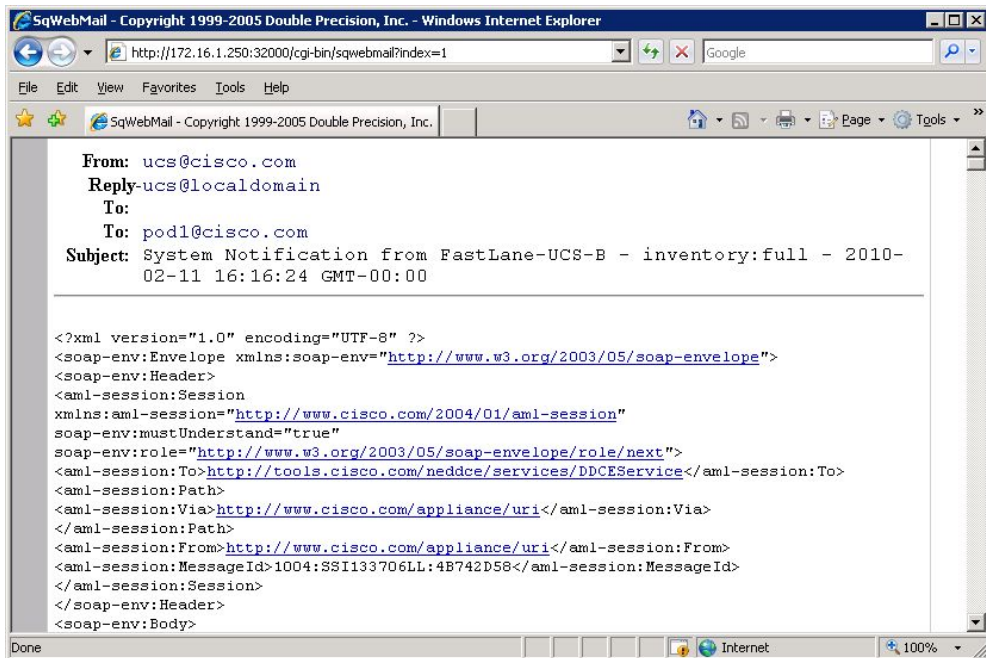 SqWebMail - Copyright 1999-2005 Double Precision, Inc. - Windows Internet Explorer
http://172.16.1.250:32000/cgi-bin/sqwebmail?index=1
Google
File Edit View Favorites Tools Help
SqWebMail - Copyright 1999-2005 Double Precision, Inc.
Page Tools »
From: ucs@cisco.com
Reply-ucs@localdomain
To:
To: pod1@cisco.com
Subject: System Notification from FastLane-UCS-B - inventory:full - 2010-
02-11 16:16:24 GMT-00:00
<?xml version="1.0" encoding="UTF-8" ?>
<soap-env:Envelope xmlns:soap-env="http://www.w3.org/2003/05/soap-envelope">
<soap-env:Header>
<aml-session:Session
xmlns:aml-session="http://www.cisco.com/2004/01/aml-session"
soap-env:mustUnderstand="true"
soap-env:role="http://www.w3.org/2003/05/soap-envelope/role/next">
<aml-session:To>http://tools.cisco.com/neddce/services/DDCEService</aml-session:To>
<aml-session:Path>
<aml-session:Via>http://www.cisco.com/appliance/uri</aml-session:Via>
</aml-session:Path>
<aml-session:From>http://www.cisco.com/appliance/uri</aml-session:From>
<aml-session:MessageId>1004:SSI133706LL:4B742D58</aml-session:MessageId>
</aml-session:Session>
</soap-env:Header>
<soap-env:Body>
Done
Internet
100%